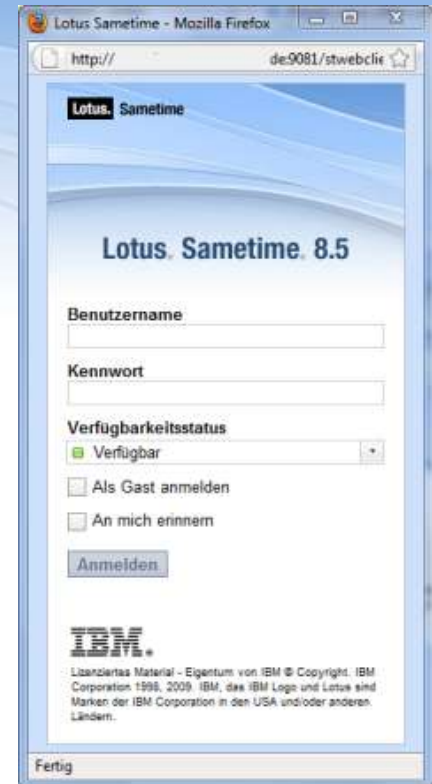 Lotus Sametime - Mozilla Firefox
http:// de:9081/stwebclie
Lotus. Sametime
Lotus. Sametime. 8.5
Benutzername
Kennwort
Verfügbarkeitsstatus
Verfügbar
Als Gast anmelden
An mich erinnern
Anmelden
IBM.
Lizenziertes Material - Eigentum von IBM © Copyright. IBM
Corporation 1998, 2009. IBM, das IBM Logo und Lotus sind
Marken der IBM Corporation in den USA und/oder anderen
Ländern.
Fertig